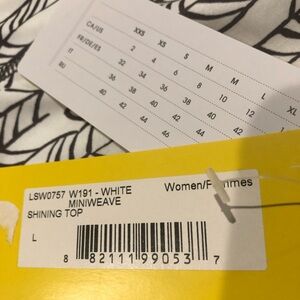 XXS XS S M M L XL
CA/US 2 4 6 8 10 12
FR/DE/ES 32 34 36 38 40 42
IT 36 38 40 42 44
RU 40 42 44 46
LSW0757 W191 - WHITE Women/Femmes
MINIWEAVE
SHINING TOP
L
8 82111 99053 7